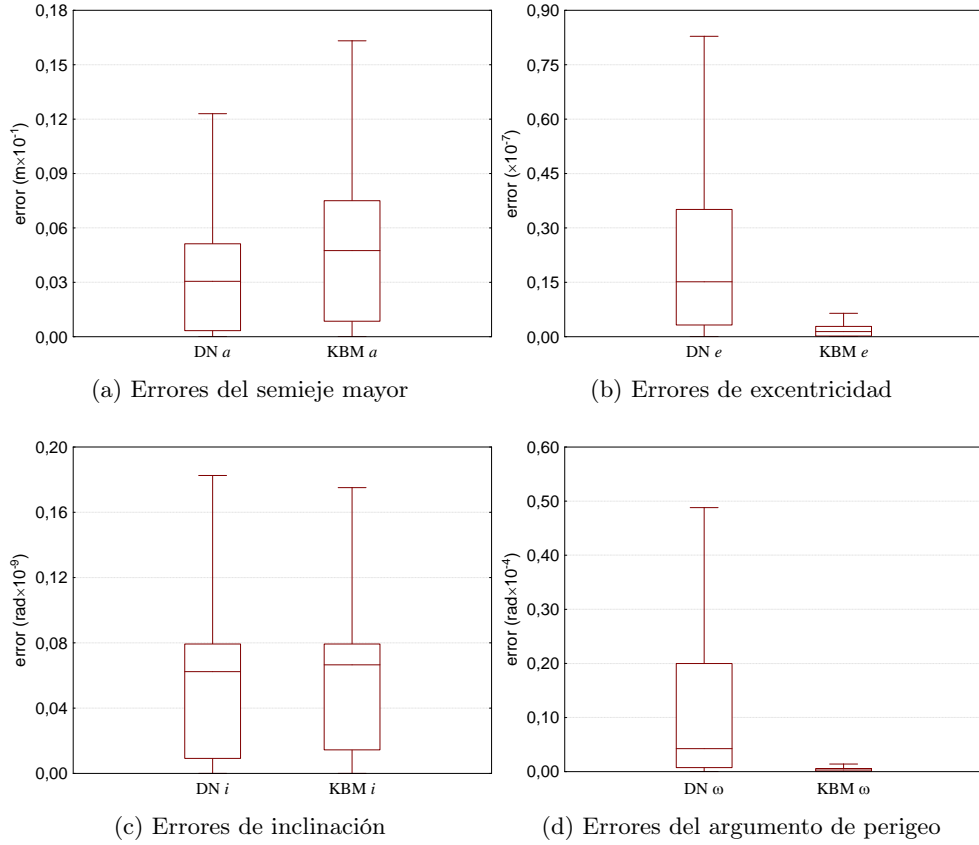 0,18
0,15
0,12
0,09
0,06
0,03
0,00
error (m×10⁻¹)
DN a
KBM a
(a) Errores del semieje mayor
0,90
0,75
0,60
0,45
0,30
0,15
0,00
error (×10⁻⁷)
DN e
KBM e
(b) Errores de excentricidad
0,20
0,16
0,12
0,08
0,04
0,00
error (rad×10⁻⁹)
DN i
KBM i
(c) Errores de inclinación
0,60
0,50
0,40
0,30
0,20
0,10
0,00
error (rad×10⁻⁴)
DN ω
KBM ω
(d) Errores del argumento de perigeo